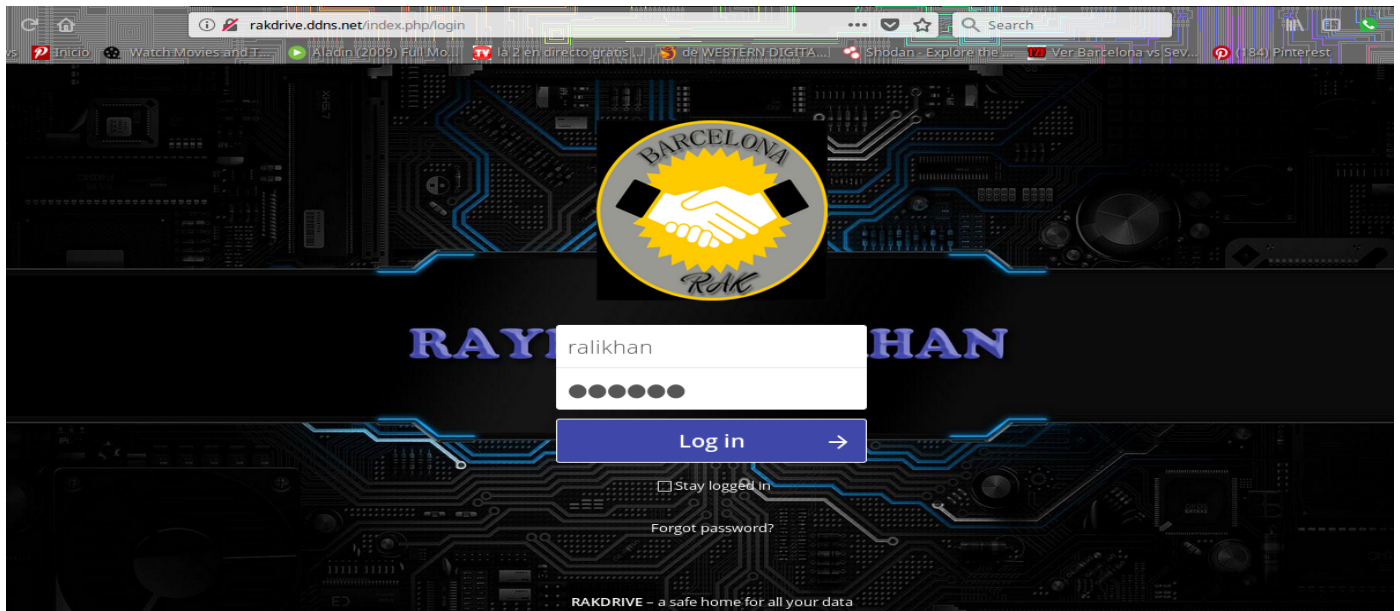 rakdrive.ddns.net/index.php/login
Search
Inicio Watch Movies and T... Aladin (2009) Full Mo... la 2 en directo gratis de WESTERN DIGITA... Shodan - Explore the ... Ver Barcelona vs Sev... (184) Pinterest
BARCELONA
RAK
RAY HAN
ralikhan
Log in →
Stay logged in
Forgot password?
RAKDRIVE – a safe home for all your data